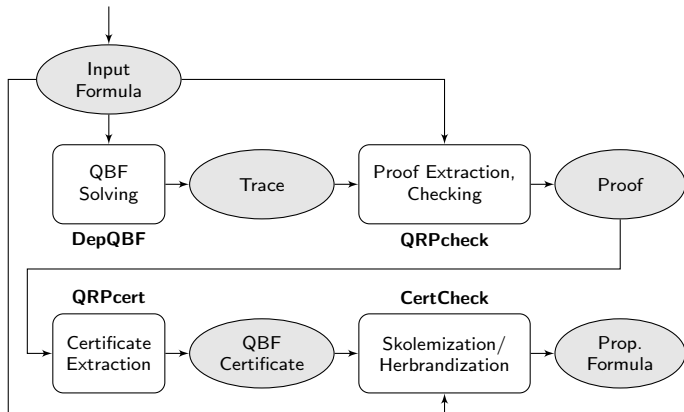 Input
Formula
QBF
Solving
Trace
Proof Extraction,
Checking
Proof
DepQBF
QRPcheck
QRPcert
CertCheck
Certificate
Extraction
QBF
Certificate
Skolemization/
Herbrandization
Prop.
Formula